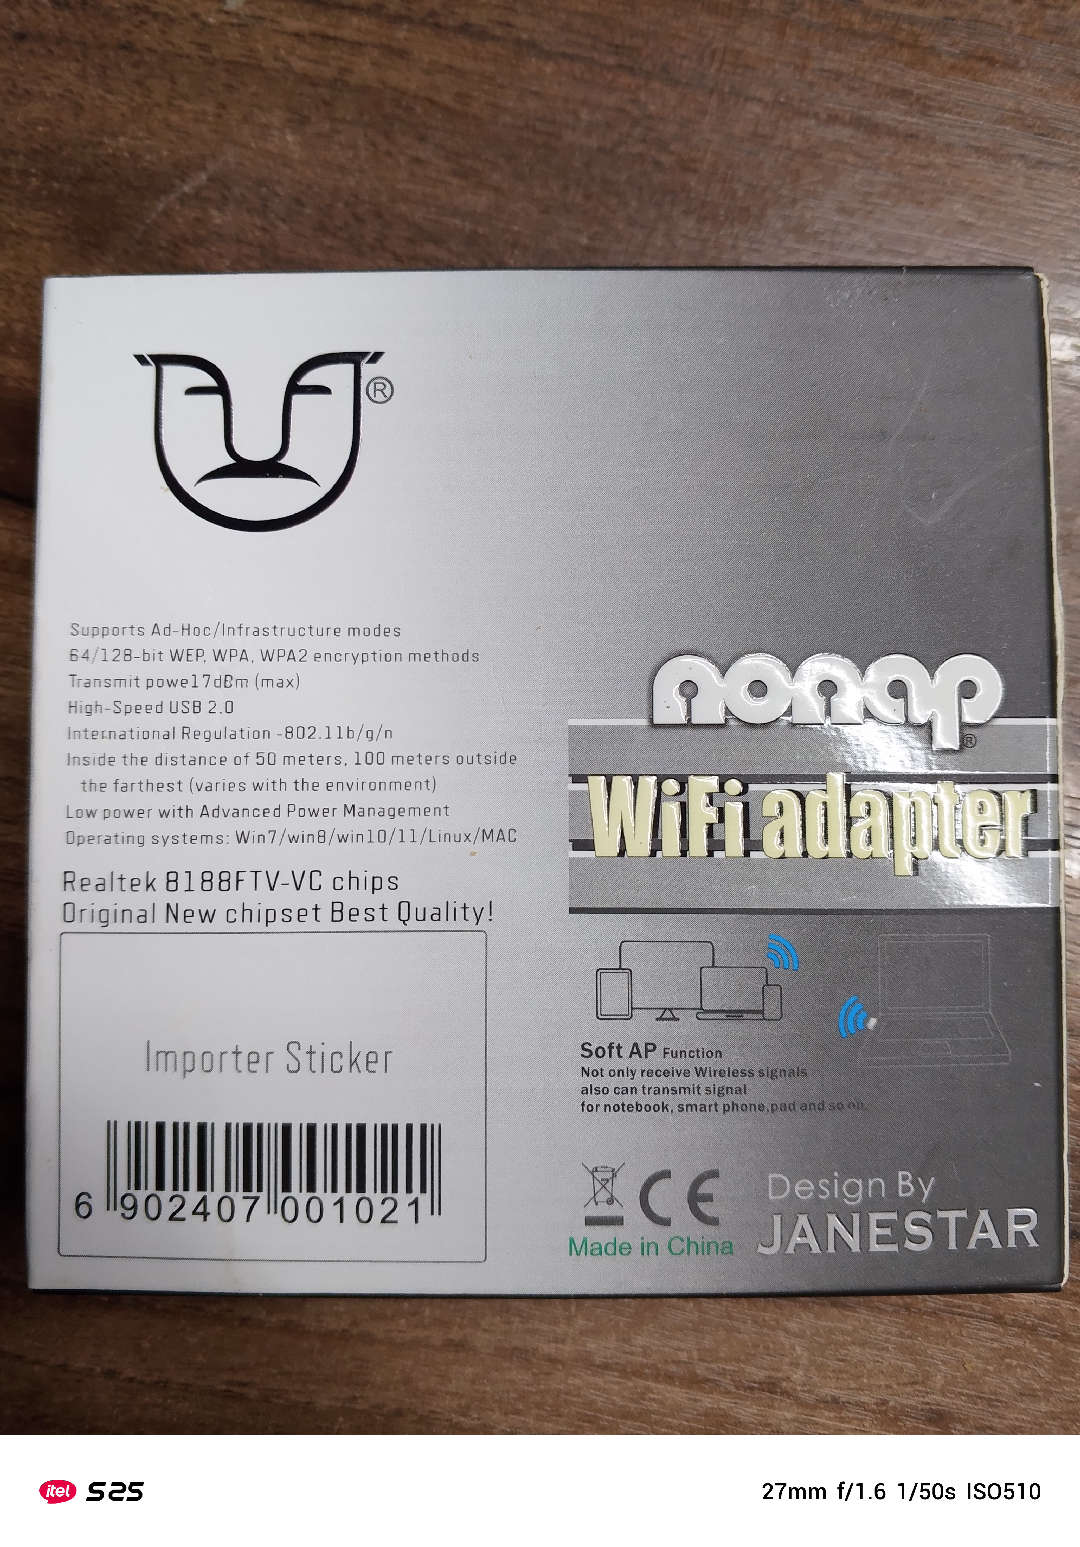 ®
Supports Ad-Hoc/Infrastructure modes
64/128-bit WEP, WPA, WPA2 encryption methods
Transmit powe17dBm (max)
High-Speed USB 2.0
International Regulation -802.11b/g/n
Inside the distance of 50 meters, 100 meters outside
the farthest (varies with the environment)
Low power with Advanced Power Management
Operating systems: Win7/win8/win10/11/Linux/MAC
Realtek 8188FTV-VC chips
Original New chipset Best Quality!
Importer Sticker
6 902407 001021
nonap
®
WiFi adapter
Soft AP Function
Not only receive Wireless signals
also can transmit signal
for notebook, smart phone,pad and so on.
CE
Made in China
Design By
JANESTAR
itel S25
27mm f/1.6 1/50s ISO510